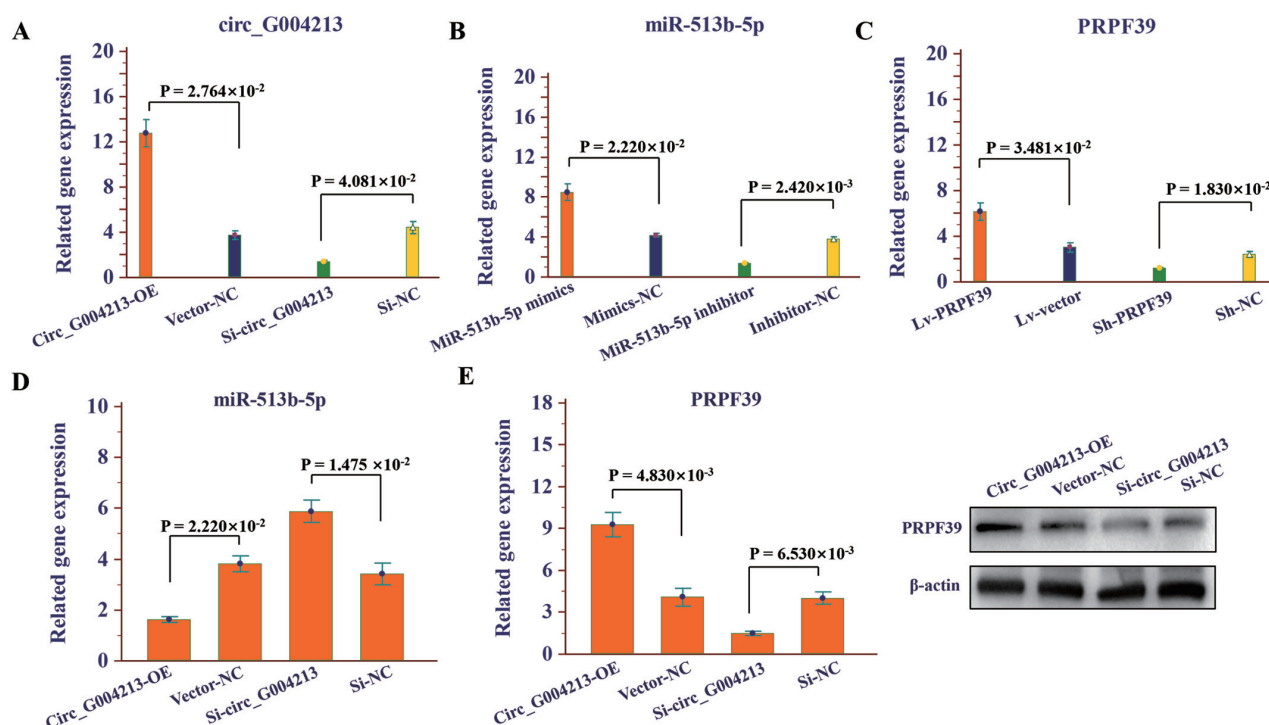 A
circ_G004213
Related gene expression
20
16
12
8
4
0
P = 2.764×10-2
P = 4.081×10-2
Circ_G004213-OE
Vector-NC
Si-circ_G004213
Si-NC
B
miR-513b-5p
Related gene expression
20
16
12
8
4
0
P = 2.220×10-2
P = 2.420×10-3
MiR-513b-5p mimics
Mimics-NC
MiR-513b-5p inhibitor
Inhibitor-NC
C
PRPF39
Related gene expression
20
16
12
8
6
4
2
0
P = 3.481×10-2
P = 1.830×10-2
Lv-PRPF39
Lv-vector
Sh-PRPF39
Sh-NC
D
miR-513b-5p
Related gene expression
10
8
6
4
2
0
P = 2.220×10-2
P = 1.475 ×10-2
Circ_G004213-OE
Vector-NC
Si-circ_G004213
Si-NC
E
PRPF39
Related gene expression
18
15
12
9
6
3
0
P = 4.830×10-3
P = 6.530×10-3
Circ_G004213-OE
Vector-NC
Si-circ_G004213
Si-NC
Circ_G004213-OE
Vector-NC
Si-circ_G004213
Si-NC
PRPF39
β-actin